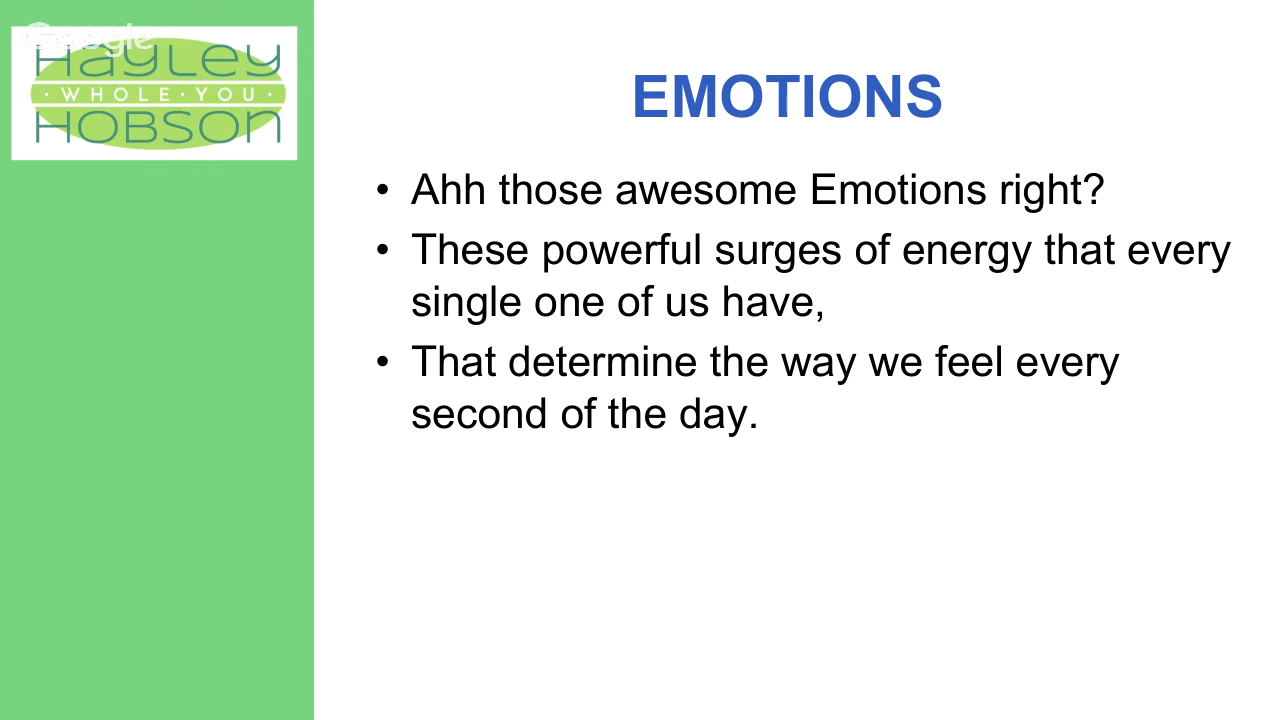 Google
Hayley
· WHOLE · YOU ·
HOBSON
EMOTIONS
• Ahh those awesome Emotions right?
• These powerful surges of energy that every
single one of us have,
• That determine the way we feel every
second of the day.